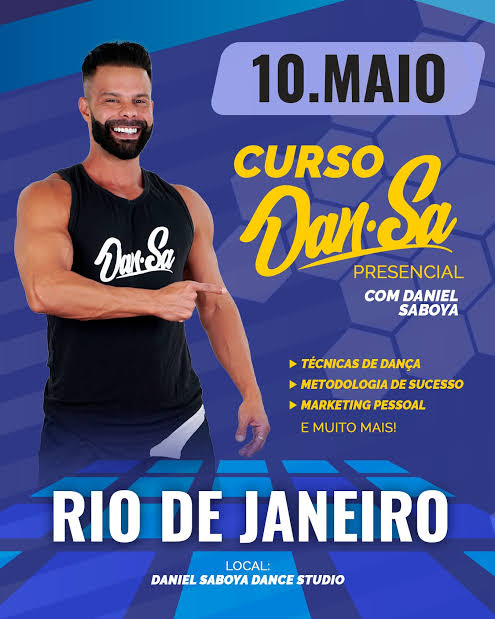 10.MAIO
CURSO
Dan·Sa
PRESENCIAL
COM DANIEL
SABOYA
Dan·Sa
TÉCNICAS DE DANÇA
METODOLOGIA DE SUCESSO
MARKETING PESSOAL
E MUITO MAIS!
RIO DE JANEIRO
LOCAL:
DANIEL SABOYA DANCE STUDIO